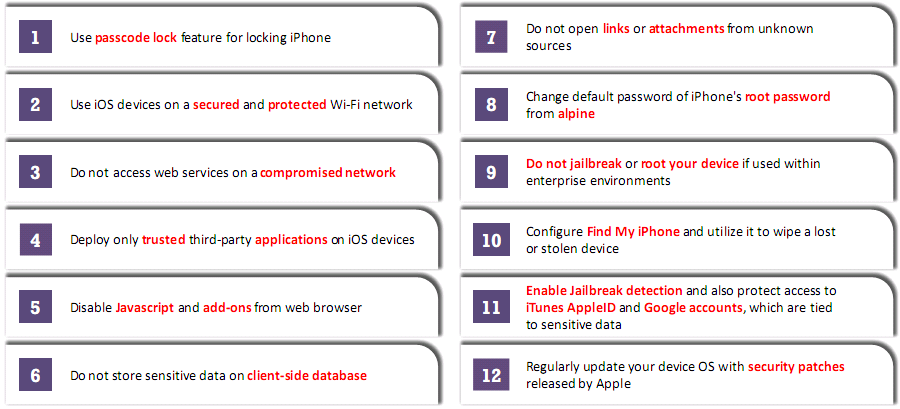 1
Use passcode lock feature for locking iPhone
2
Use iOS devices on a secured and protected Wi-Fi network
3
Do not access web services on a compromised network
4
Deploy only trusted third-party applications on iOS devices
5
Disable Javascript and add-ons from web browser
6
Do not store sensitive data on client-side database
7
Do not open links or attachments from unknown
sources
8
Change default password of iPhone's root password
from alpine
9
Do not jailbreak or root your device if used within
enterprise environments
10
Configure Find My iPhone and utilize it to wipe a lost
or stolen device
11
Enable Jailbreak detection and also protect access to
iTunes AppleID and Google accounts, which are tied
to sensitive data
12
Regularly update your device OS with security patches
released by Apple